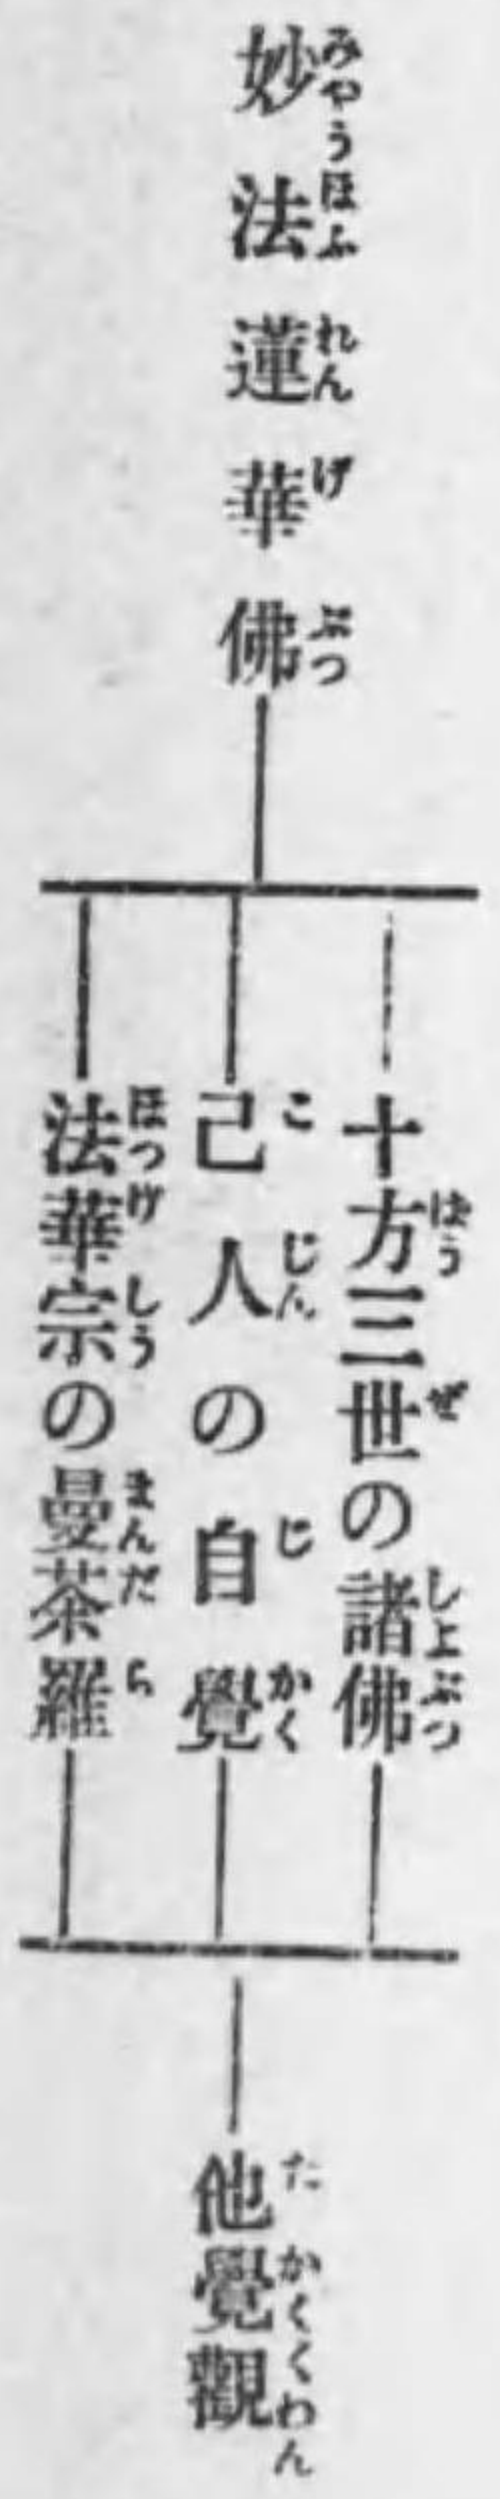 妙法蓮華佛
十方三世の諸佛
己人の自覺
法華宗の曼荼羅
他覺觀